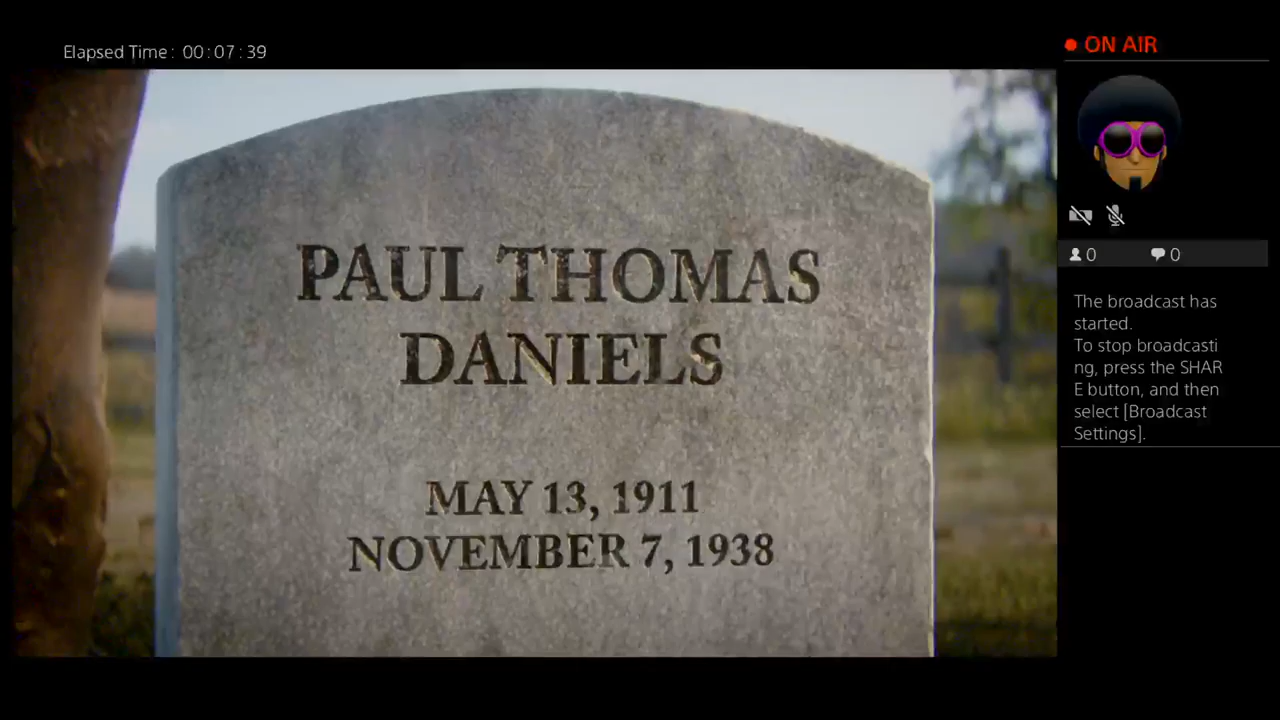 Elapsed Time: 00:07:39
ON AIR
PAUL THOMAS
DANIELS
MAY 13, 1911
NOVEMBER 7, 1938
0 0
The broadcast has
started.
To stop broadcasti
ng, press the SHAR
E button, and then
select [Broadcast
Settings].